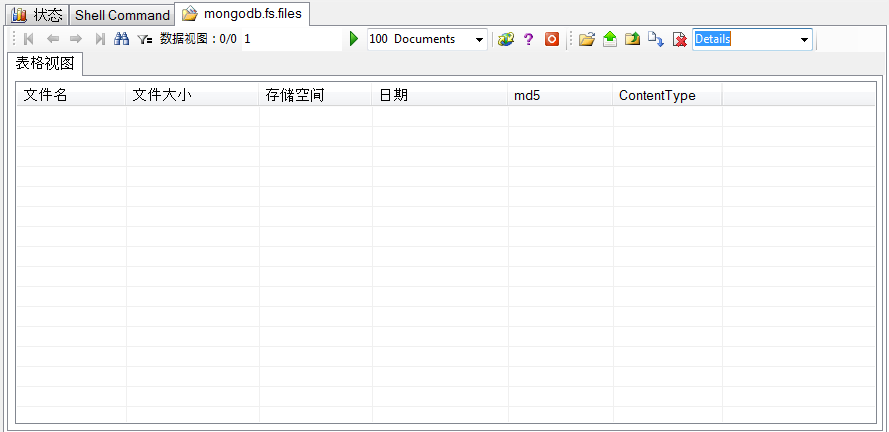 状态 Shell Command mongodb.fs.files
数据视图：0/0 1 100 Documents ? Details
表格视图
文件名 文件大小 存储空间 日期 md5 ContentType